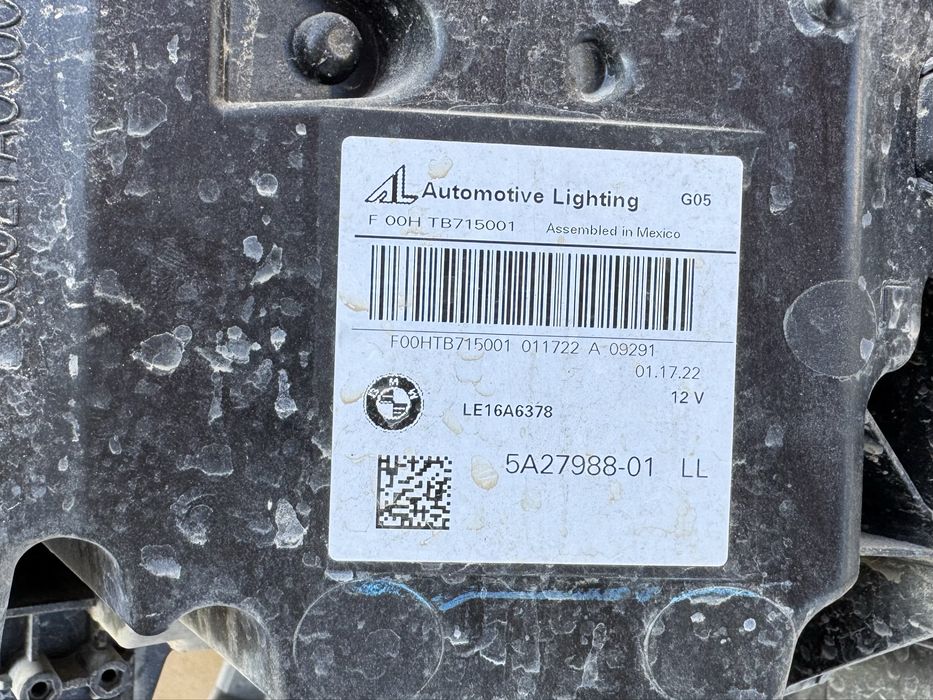 AL Automotive Lighting G05
F 00H TB715001 Assembled in Mexico
F00HTB715001 011722 A 09291
01.17.22
12 V
BMW
LE16A6378
5A27988-01 LL